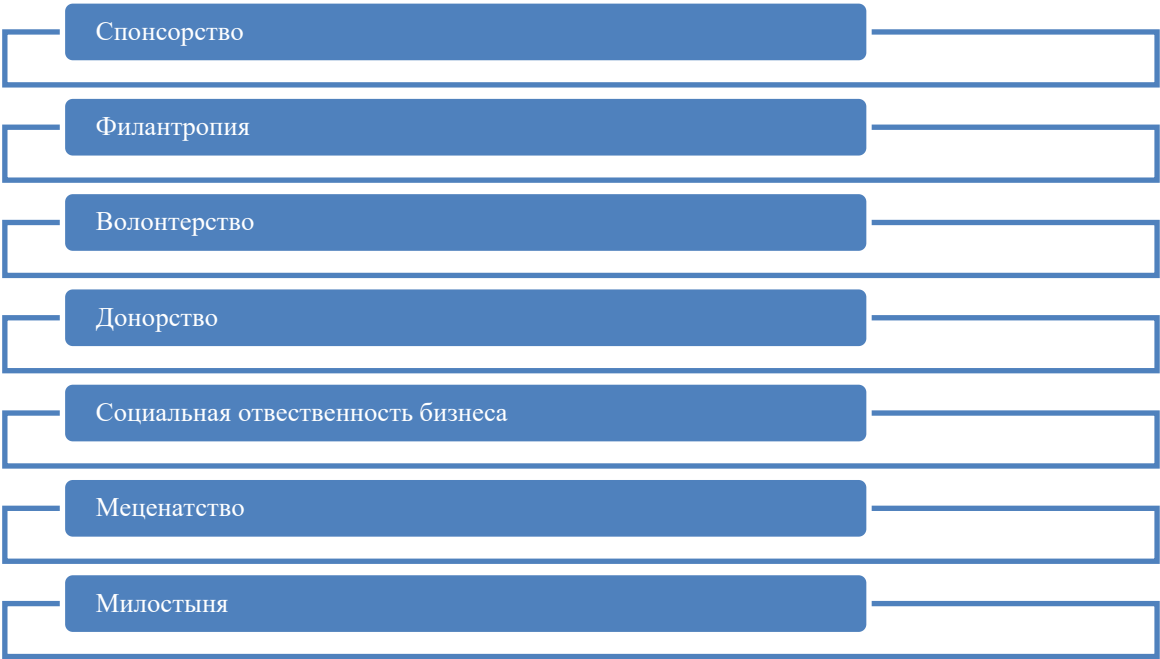 Спонсорство
Филантропия
Волонтерство
Донорство
Социальная отвественность бизнеса
Меценатство
Милостыня